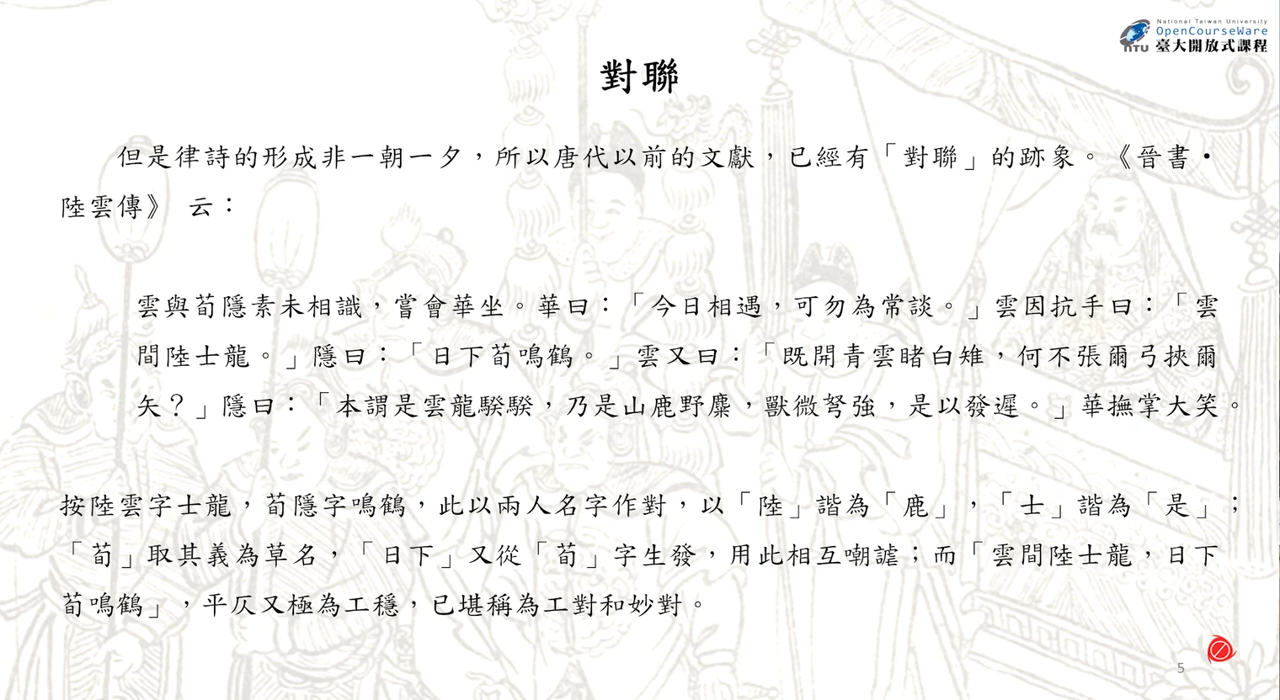 National Taiwan University
OpenCourseWare
NTU 臺大開放式課程
對聯
但是律詩的形成非一朝一夕，所以唐代以前的文獻，已經有「對聯」的跡象。《晉書‧
陸雲傳》 云：
雲與荀隱素未相識，嘗會華坐。華曰：「今日相遇，可勿為常談。」雲因抗手曰：「雲
間陸士龍。」隱曰：「日下荀鳴鶴。」雲又曰：「既開青雲睹白雉，何不張爾弓挾爾
矢？」隱曰：「本謂是雲龍騤騤，乃是山鹿野麋，獸微弩強，是以發遲。」華撫掌大笑。
按陸雲字士龍，荀隱字鳴鶴，此以兩人名字作對，以「陸」諧為「鹿」，「士」諧為「是」；
「荀」取其義為草名，「日下」又從「荀」字生發，用此相互嘲謔；而「雲間陸士龍，日下
荀鳴鶴」，平仄又極為工穩，已堪稱為工對和妙對。
5